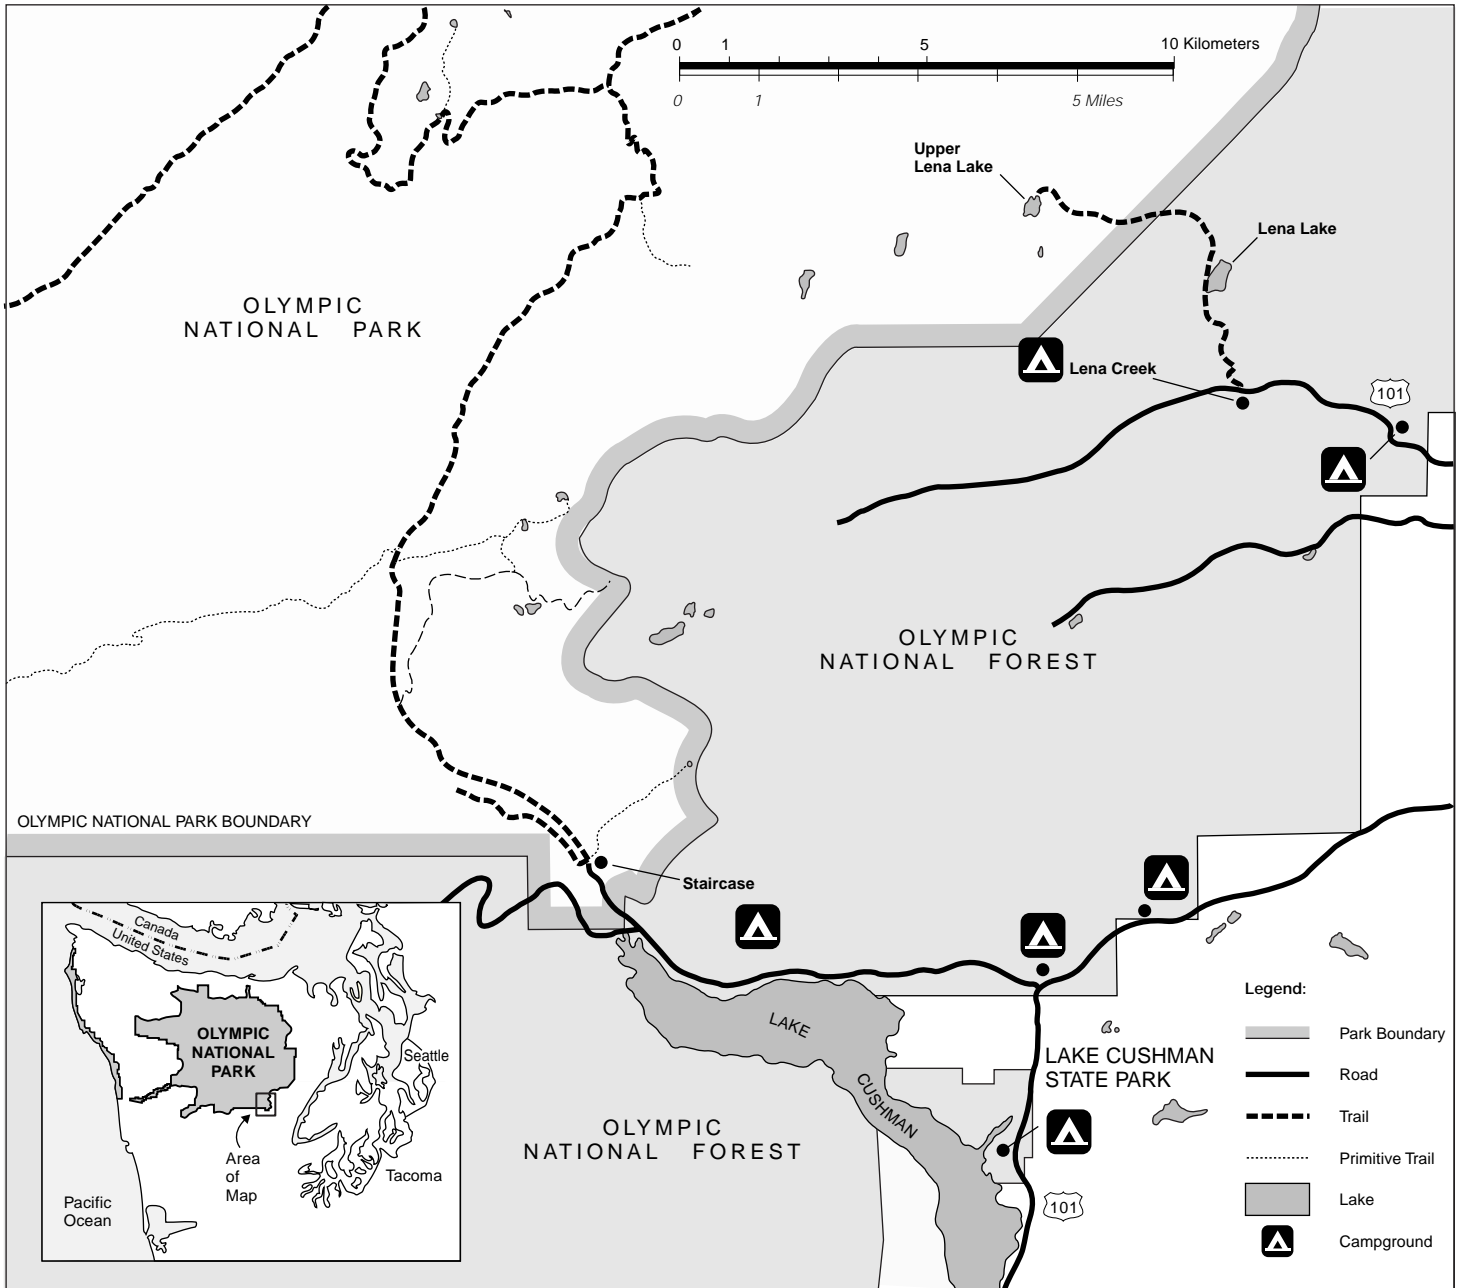 0 1 5 10 Kilometers
0 1 5 Miles
Upper
Lena Lake
Lena Lake
OLYMPIC
NATIONAL PARK
Lena Creek
101
OLYMPIC
NATIONAL FOREST
OLYMPIC NATIONAL PARK BOUNDARY
Staircase
Canada
United States
OLYMPIC
NATIONAL
PARK
Seattle
Area
of
Map
Tacoma
Pacific
Ocean
LAKE
CUSHMAN
LAKE CUSHMAN
STATE PARK
OLYMPIC
NATIONAL FOREST
101
Legend:
Park Boundary
Road
Trail
Primitive Trail
Lake
Campground